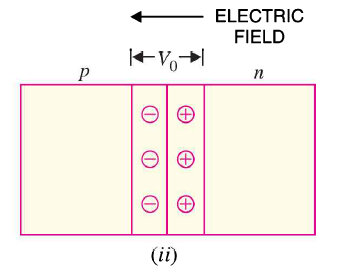 ELECTRIC
FIELD
V₀
p n
⊖ ⊕
⊖ ⊕
⊖ ⊕
(ii)